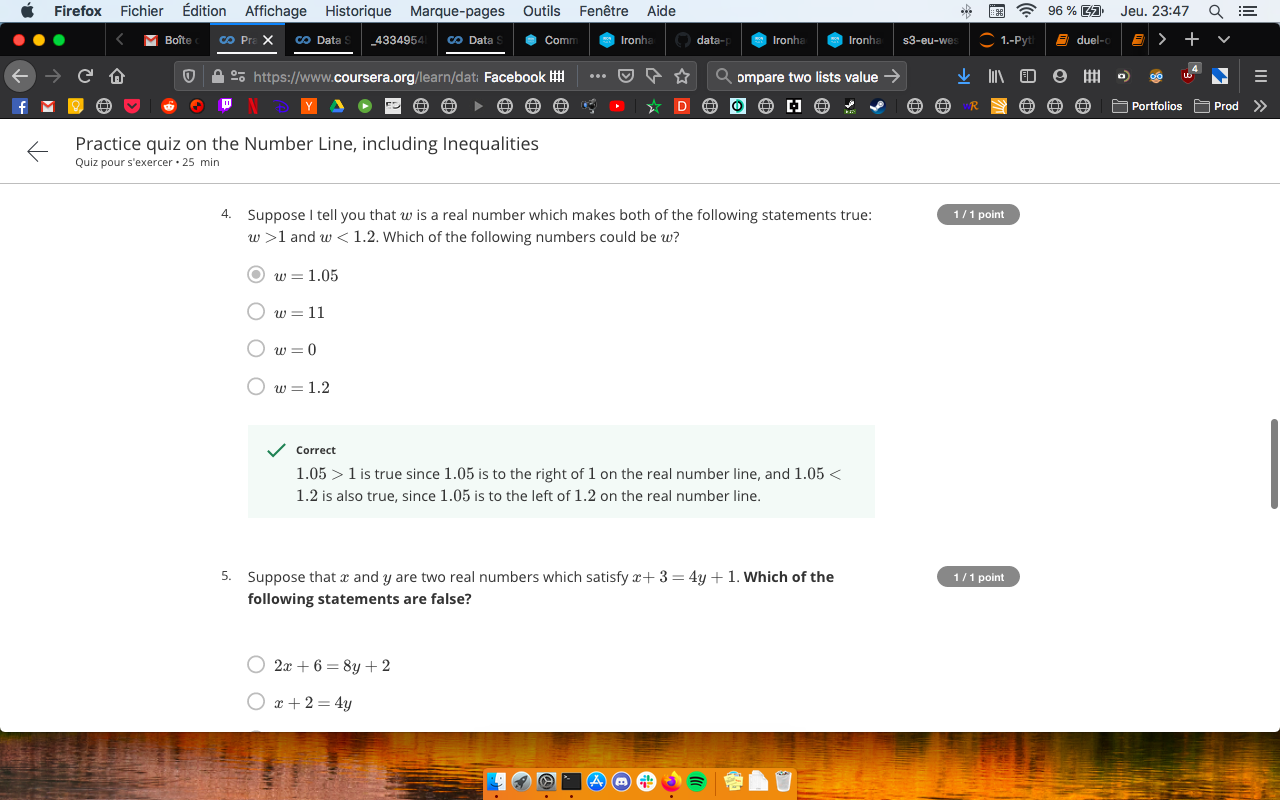 Firefox Fichier Édition Affichage Historique Marque-pages Outils Fenêtre Aide 96 % Jeu. 23:47
Boîte Pra Data S _4334954 Data S Comm Ironha data- Ironha Ironha s3-eu-wes 1.-Pyt duel-
https://www.coursera.org/learn/dat Facebook ompare two lists value 4
Portfolios Prod
Practice quiz on the Number Line, including Inequalities
Quiz pour s'exercer • 25 min
4. Suppose I tell you that w is a real number which makes both of the following statements true: 1 / 1 point
w >1 and w < 1.2. Which of the following numbers could be w?
w = 1.05
w = 11
w = 0
w = 1.2
Correct
1.05 > 1 is true since 1.05 is to the right of 1 on the real number line, and 1.05 <
1.2 is also true, since 1.05 is to the left of 1.2 on the real number line.
5. Suppose that x and y are two real numbers which satisfy x+ 3 = 4y + 1. Which of the 1 / 1 point
following statements are false?
2x + 6 = 8y + 2
x + 2 = 4y